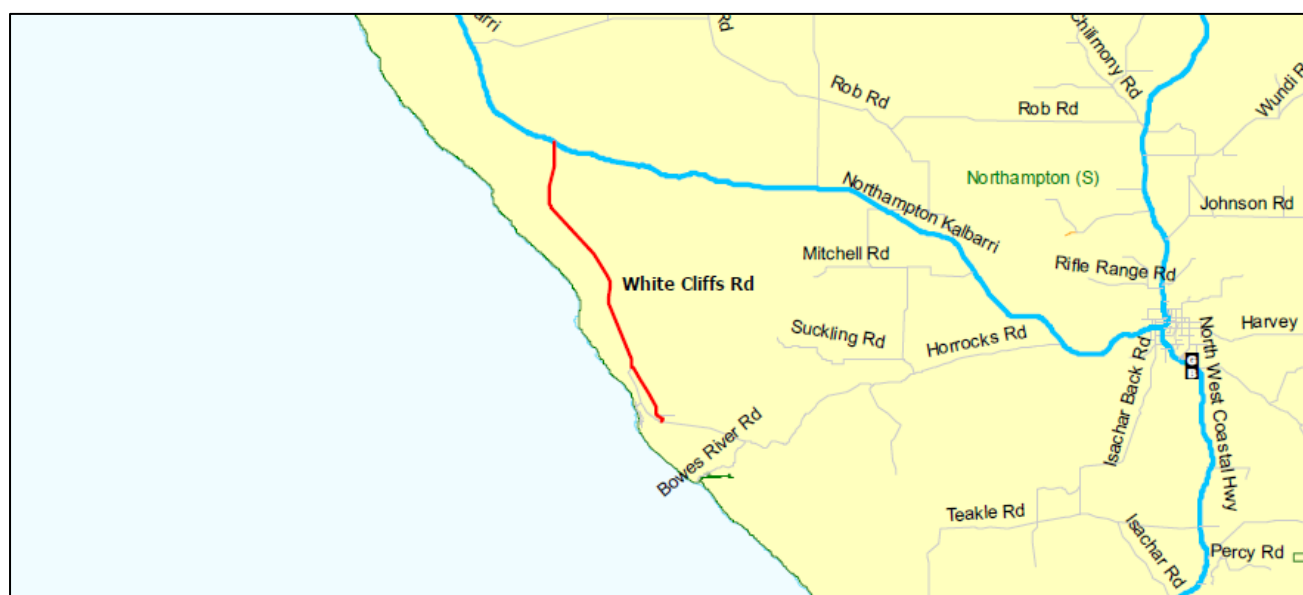 arri
Rd
Chilimony Rd
Wundi R
Rob Rd
Rob Rd
Northampton (S)
Northampton Kalbarri
Johnson Rd
Mitchell Rd
Rifle Range Rd
White Cliffs Rd
Suckling Rd
Horrocks Rd
Harvey
North West Coastal Hwy
Isachar Back Rd
Bowes River Rd
Teakle Rd
Isachar Rd
Percy Rd